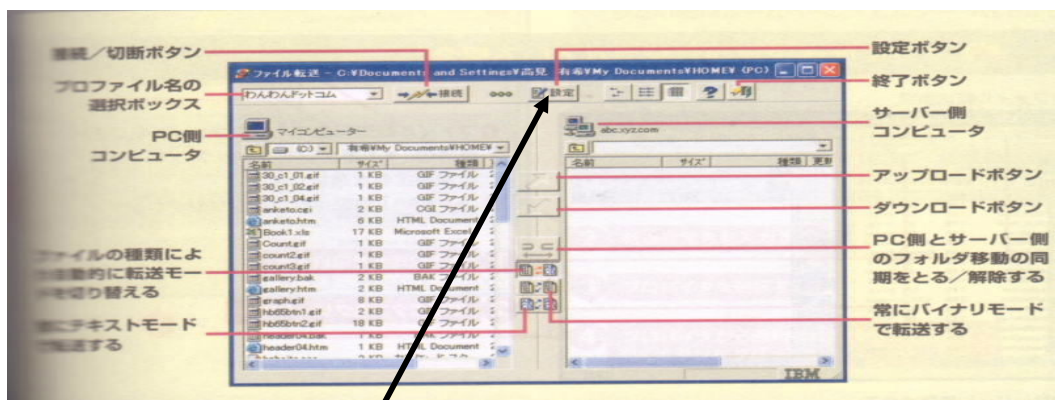 接続／切断ボタン
プロファイル名の
選択ボックス
PC側
コンピュータ
ファイルの種類によ
自動的に転送モー
を切り替える
常にテキストモード
で転送する
ファイル転送 - C:¥Documents and Settings¥高見 有希¥My Documents¥HOME¥ (PC)
わんわんドットコム
接続
設定
マイコンピューター
abc.xyz.com
(C:)
有希¥My Documents¥HOME¥
名前 サイズ 種類
30_c1_01.gif 1 KB GIF ファイル
30_c1_02.gif 1 KB GIF ファイル
30_c1_04.gif 1 KB GIF ファイル
anketo.cgi 2 KB CGI ファイル
anketo.htm 6 KB HTML Document
Book1.xls 17 KB Microsoft Excel
Count.gif 1 KB GIF ファイル
count2.gif 1 KB GIF ファイル
count3.gif 1 KB GIF ファイル
gallery.bak 2 KB BAK ファイル
gallery.htm 2 KB HTML Document
graph.gif 8 KB GIF ファイル
hb65btn1.gif 2 KB GIF ファイル
hb65btn2.gif 18 KB GIF ファイル
header04.bak 1 KB BAK ファイル
header04.htm 1 KB HTML Document
名前 サイズ 種類 更新
IBM
設定ボタン
終了ボタン
サーバー側
コンピュータ
アップロードボタン
ダウンロードボタン
PC側とサーバー側
のフォルダ移動の同
期をとる／解除する
常にバイナリモード
で転送する